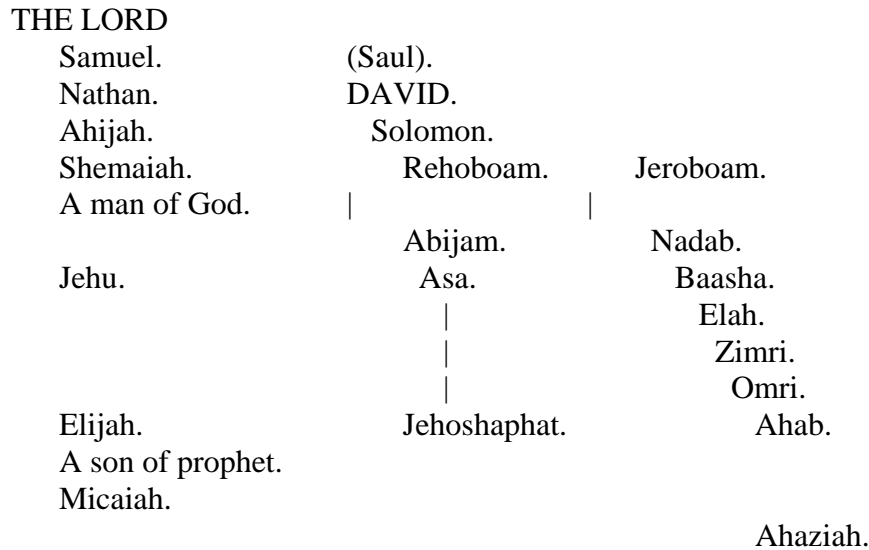 THE LORD
Samuel. (Saul).
Nathan. DAVID.
Ahijah. Solomon.
Shemaiah. Rehoboam. Jeroboam.
A man of God. | |
Abijam. Nadab.
Jehu. Asa. Baasha.
| Elah.
| Zimri.
| Omri.
Elijah. Jehoshaphat. Ahab.
A son of prophet.
Micaiah.
Ahaziah.